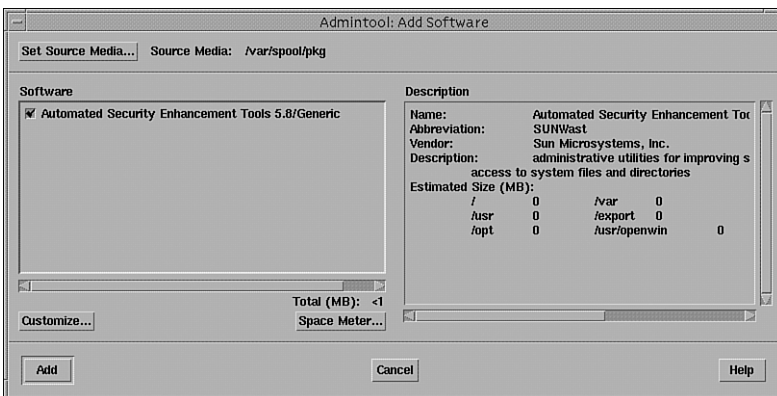 Admintool: Add Software
Set Source Media... Source Media: /var/spool/pkg
Software
Automated Security Enhancement Tools 5.8/Generic
Total (MB): <1
Customize... Space Meter...
Description
Name: Automated Security Enhancement Too
Abbreviation: SUNWast
Vendor: Sun Microsystems, Inc.
Description: administrative utilities for improving s
access to system files and directories
Estimated Size (MB):
/ 0 /var 0
/usr 0 /export 0
/opt 0 /usr/openwin 0
Add Cancel Help